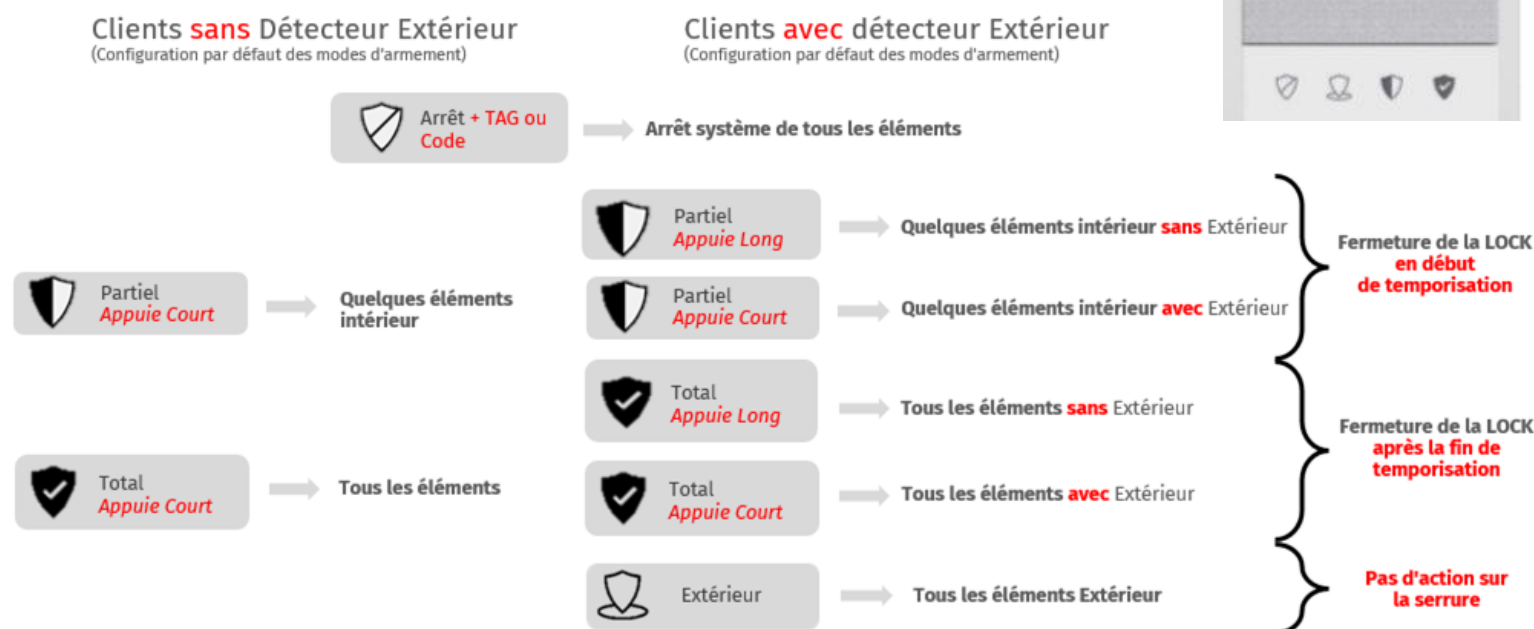 Clients sans Détecteur Extérieur
(Configuration par défaut des modes d'armement)
Clients avec détecteur Extérieur
(Configuration par défaut des modes d'armement)
Arrêt + TAG ou
Code
Arrêt système de tous les éléments
Partiel
Appuie Court
Quelques éléments
intérieur
Total
Appuie Court
Tous les éléments
Partiel
Appuie Long
Quelques éléments intérieur sans Extérieur
Partiel
Appuie Court
Quelques éléments intérieur avec Extérieur
Fermeture de la LOCK
en début
de temporisation
Total
Appuie Long
Tous les éléments sans Extérieur
Total
Appuie Court
Tous les éléments avec Extérieur
Fermeture de la LOCK
après la fin de
temporisation
Extérieur
Tous les éléments Extérieur
Pas d'action sur
la serrure